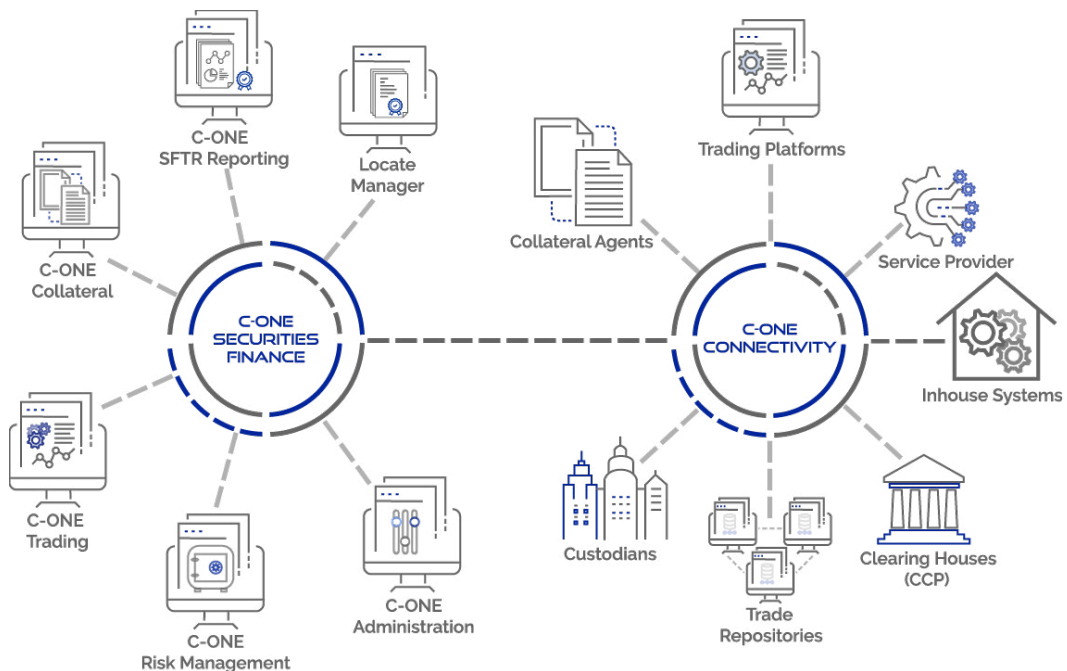 C-ONE
SFTR Reporting
Locate
Manager
C-ONE
Collateral
C-ONE
SECURITIES
FINANCE
C-ONE
Trading
C-ONE
Risk Management
C-ONE
Administration
Trading Platforms
Collateral Agents
Service Provider
C-ONE
CONNECTIVITY
Inhouse Systems
Custodians
Trade
Repositories
Clearing Houses
(CCP)